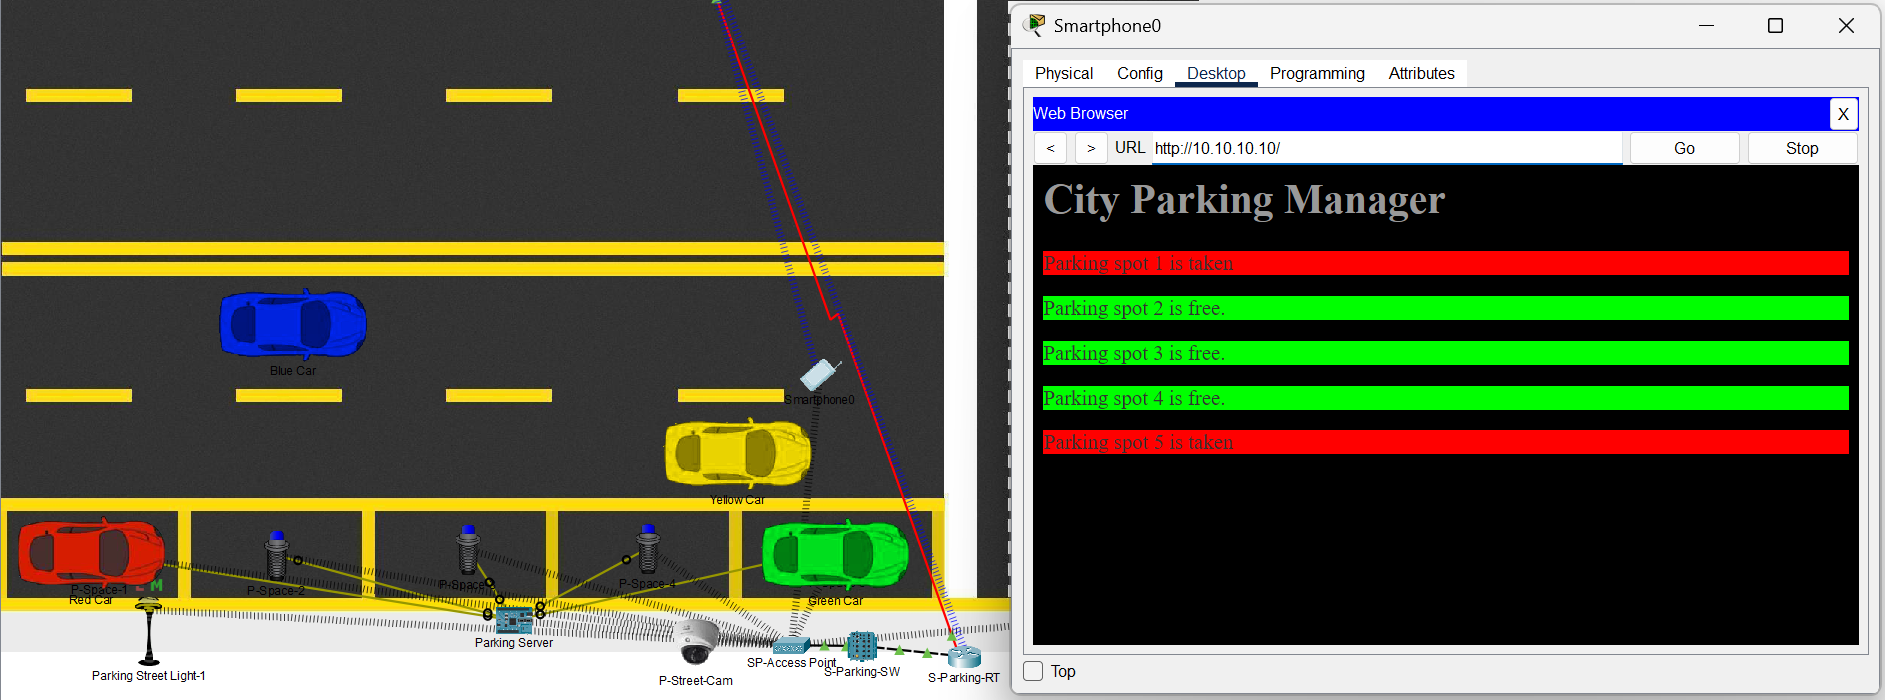 Blue Car
Smartphone0
Yellow Car
P-Space-1
Red Car
P-Space-2
P-Space
P-Space-4
Green Car
Parking Server
Parking Street Light-1
P-Street-Cam
SP-Access Point
S-Parking-SW
S-Parking-RT
Smartphone0
Physical Config Desktop Programming Attributes
Web Browser X
< > URL http://10.10.10.10/ Go Stop
City Parking Manager
Parking spot 1 is taken
Parking spot 2 is free.
Parking spot 3 is free.
Parking spot 4 is free.
Parking spot 5 is taken
Top